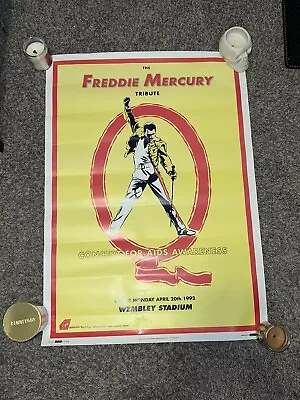 THE
FREDDIE MERCURY
TRIBUTE
CONCERT FOR AIDS AWARENESS
MONDAY APRIL 20th 1992
WEMBLEY STADIUM